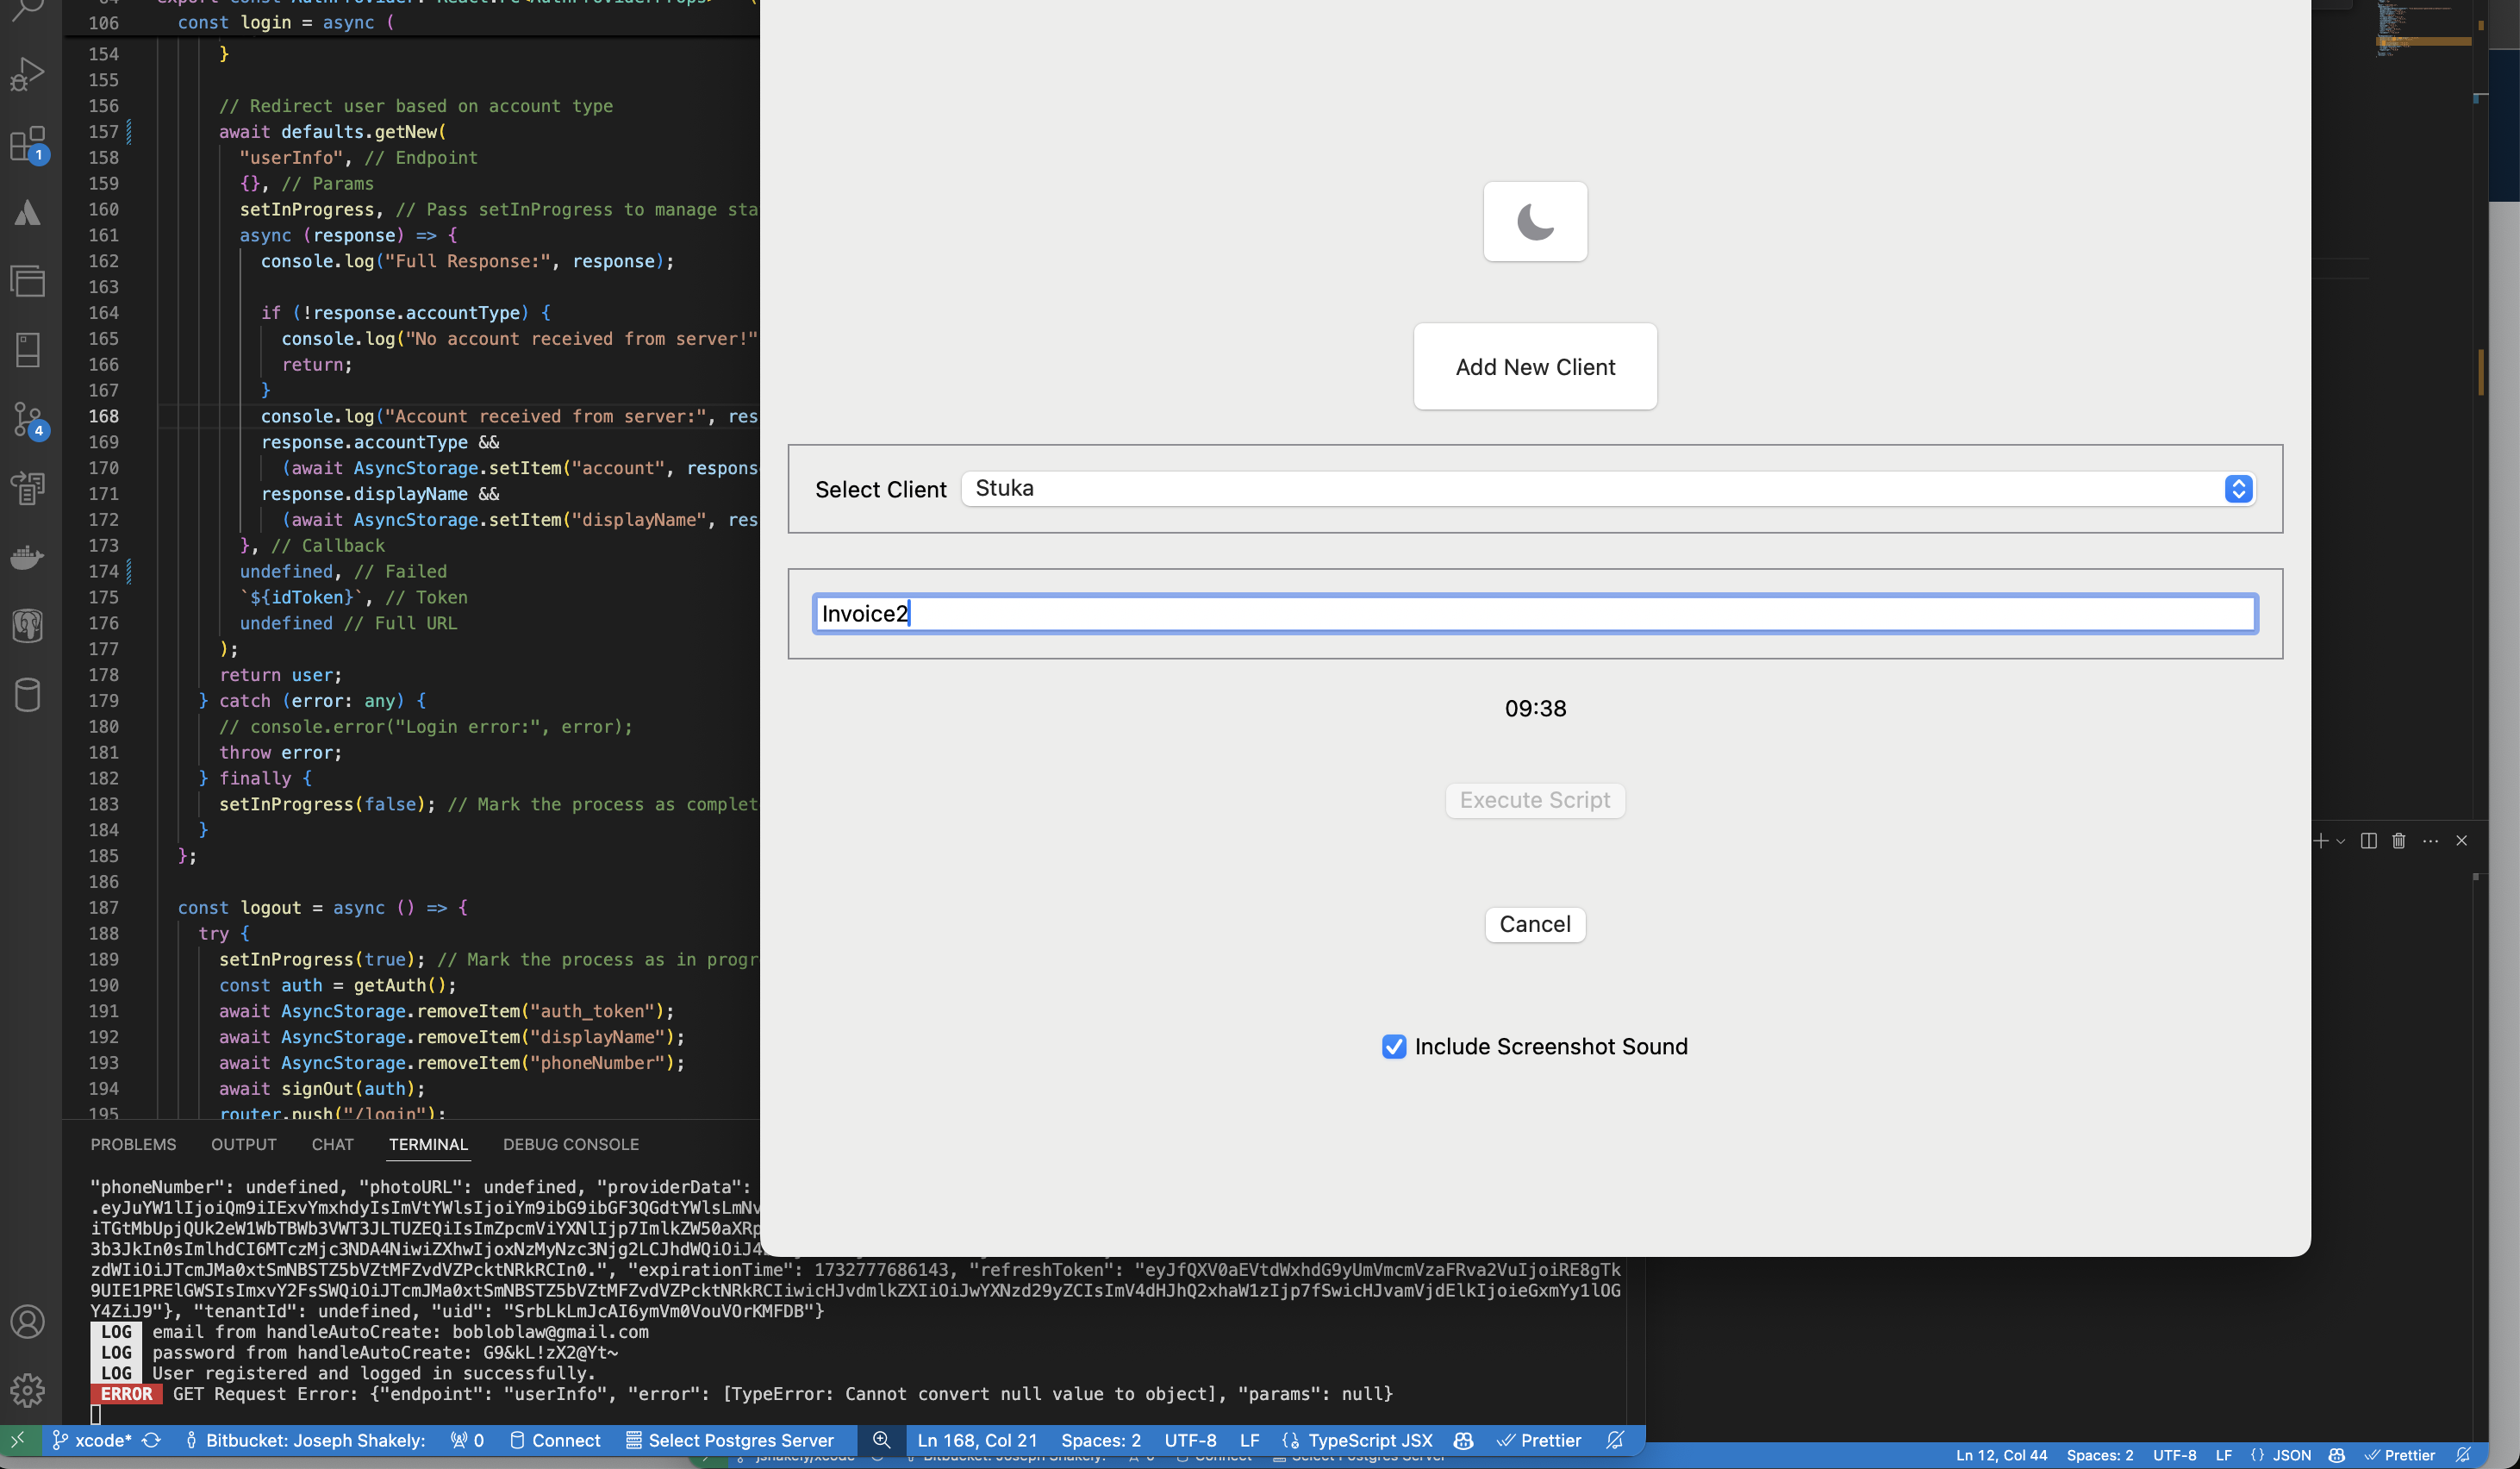 106 const login = async (
154 }
155
156 // Redirect user based on account type
157 await defaults.getNew(
158 "userInfo", // Endpoint
159 {}, // Params
160 setInProgress, // Pass setInProgress to manage sta
161 async (response) => {
162 console.log("Full Response:", response);
163
164 if (!response.accountType) {
165 console.log("No account received from server!"
166 return;
167 }
168 console.log("Account received from server:", res
169 response.accountType &&
170 (await AsyncStorage.setItem("account", respons
171 response.displayName &&
172 (await AsyncStorage.setItem("displayName", res
173 }, // Callback
174 undefined, // Failed
175 `${idToken}`, // Token
176 undefined // Full URL
177 );
178 return user;
179 } catch (error: any) {
180 // console.error("Login error:", error);
181 throw error;
182 } finally {
183 setInProgress(false); // Mark the process as complet
184 }
185 };
186
187 const logout = async () => {
188 try {
189 setInProgress(true); // Mark the process as in progr
190 const auth = getAuth();
191 await AsyncStorage.removeItem("auth_token");
192 await AsyncStorage.removeItem("displayName");
193 await AsyncStorage.removeItem("phoneNumber");
194 await signOut(auth);
195 router.push("/login");
1
4
Add New Client
Select Client Stuka
Invoice2
09:38
Execute Script
Cancel
Include Screenshot Sound
PROBLEMS OUTPUT CHAT TERMINAL DEBUG CONSOLE
"phoneNumber": undefined, "photoURL": undefined, "providerData":
"expirationTime": 1732777686143, "refreshToken":
"tenantId": undefined, "uid": "SrbLkLmJcAI6ymVm0VouVOrKMFDB"}
LOG email from handleAutoCreate: bobloblaw@gmail.com
LOG password from handleAutoCreate: G9&kL!zX2@Yt~
LOG User registered and logged in successfully.
ERROR GET Request Error: {"endpoint": "userInfo", "error": [TypeError: Cannot convert null value to object], "params": null}
xcode* Bitbucket: Joseph Shakely: 0 Connect Select Postgres Server Ln 168, Col 21 Spaces: 2 UTF-8 LF TypeScript JSX Prettier
Ln 12, Col 44 Spaces: 2 UTF-8 LF {} JSON Prettier